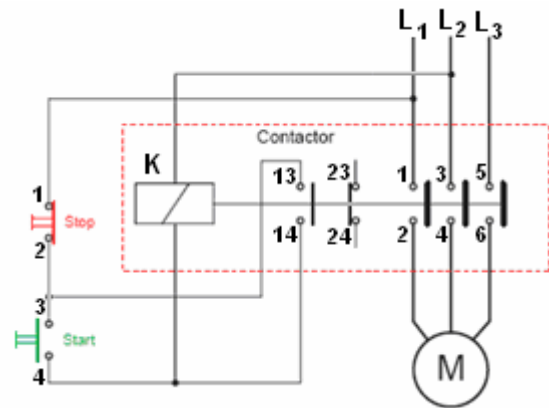 L1 L2 L3
Contactor
K
13 23 1 3 5
14 24 2 4 6
1
Stop
2
3
Start
4
M